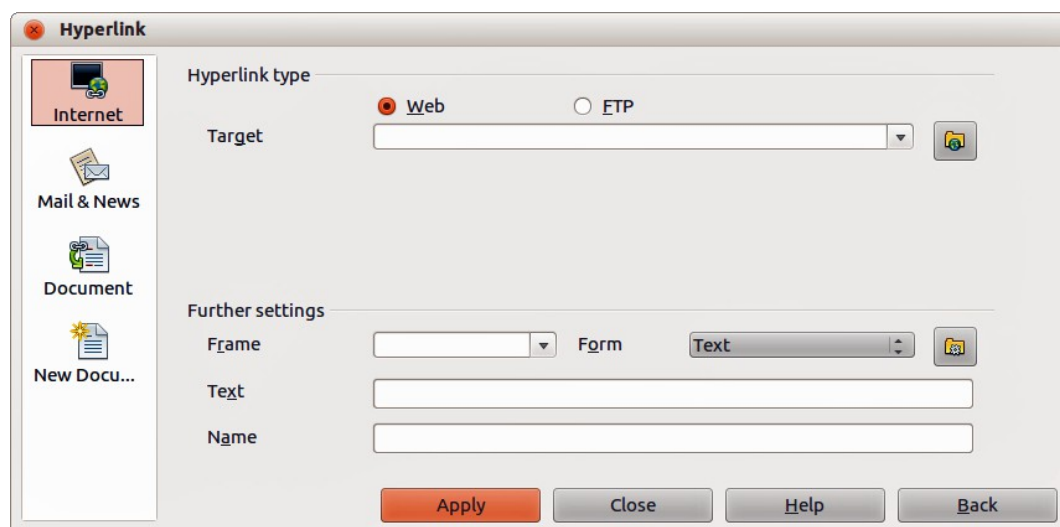 Hyperlink
Internet
Mail & News
Document
New Docu...
Hyperlink type
Web FTP
Target
Further settings
Frame Form Text
Text
Name
Apply Close Help Back